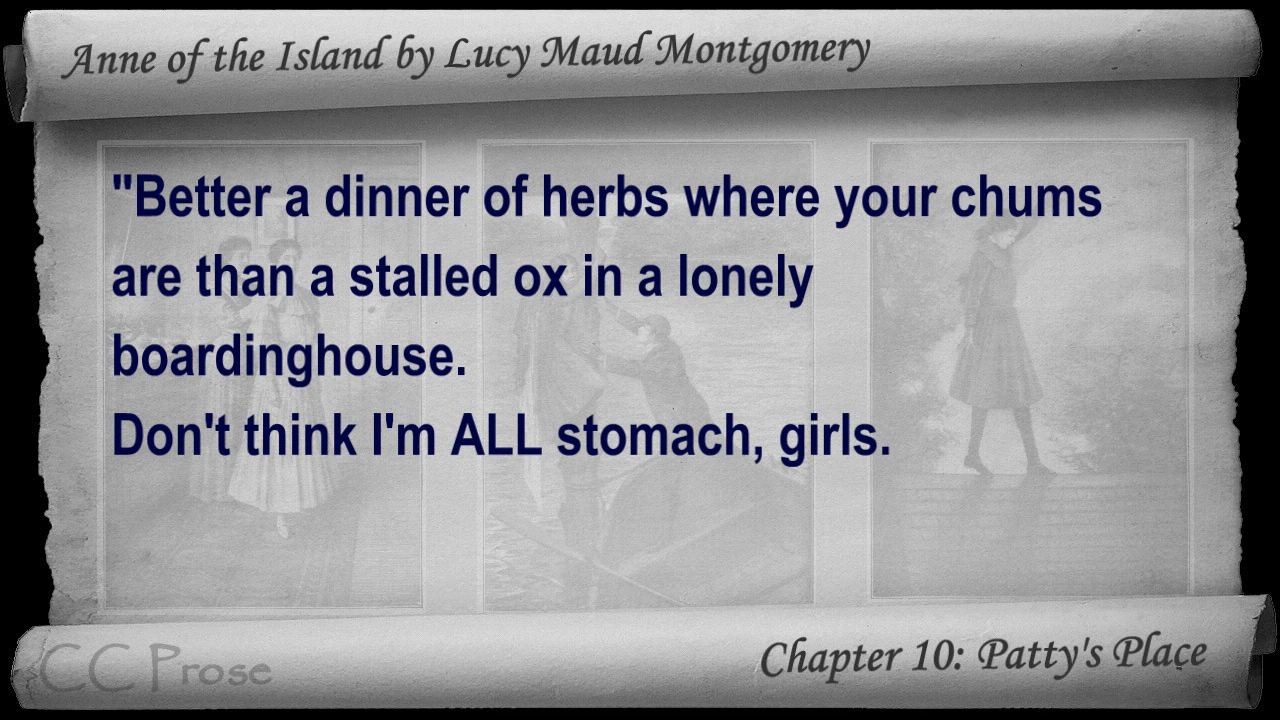 Anne of the Island by Lucy Maud Montgomery
"Better a dinner of herbs where your chums
are than a stalled ox in a lonely
boardinghouse.
Don't think I'm ALL stomach, girls.
CC Prose
Chapter 10: Patty's Place